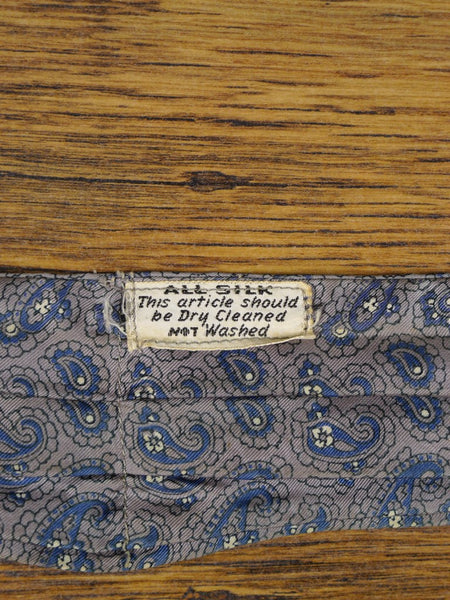 ALL SILK
This article should
be Dry Cleaned
NOT Washed